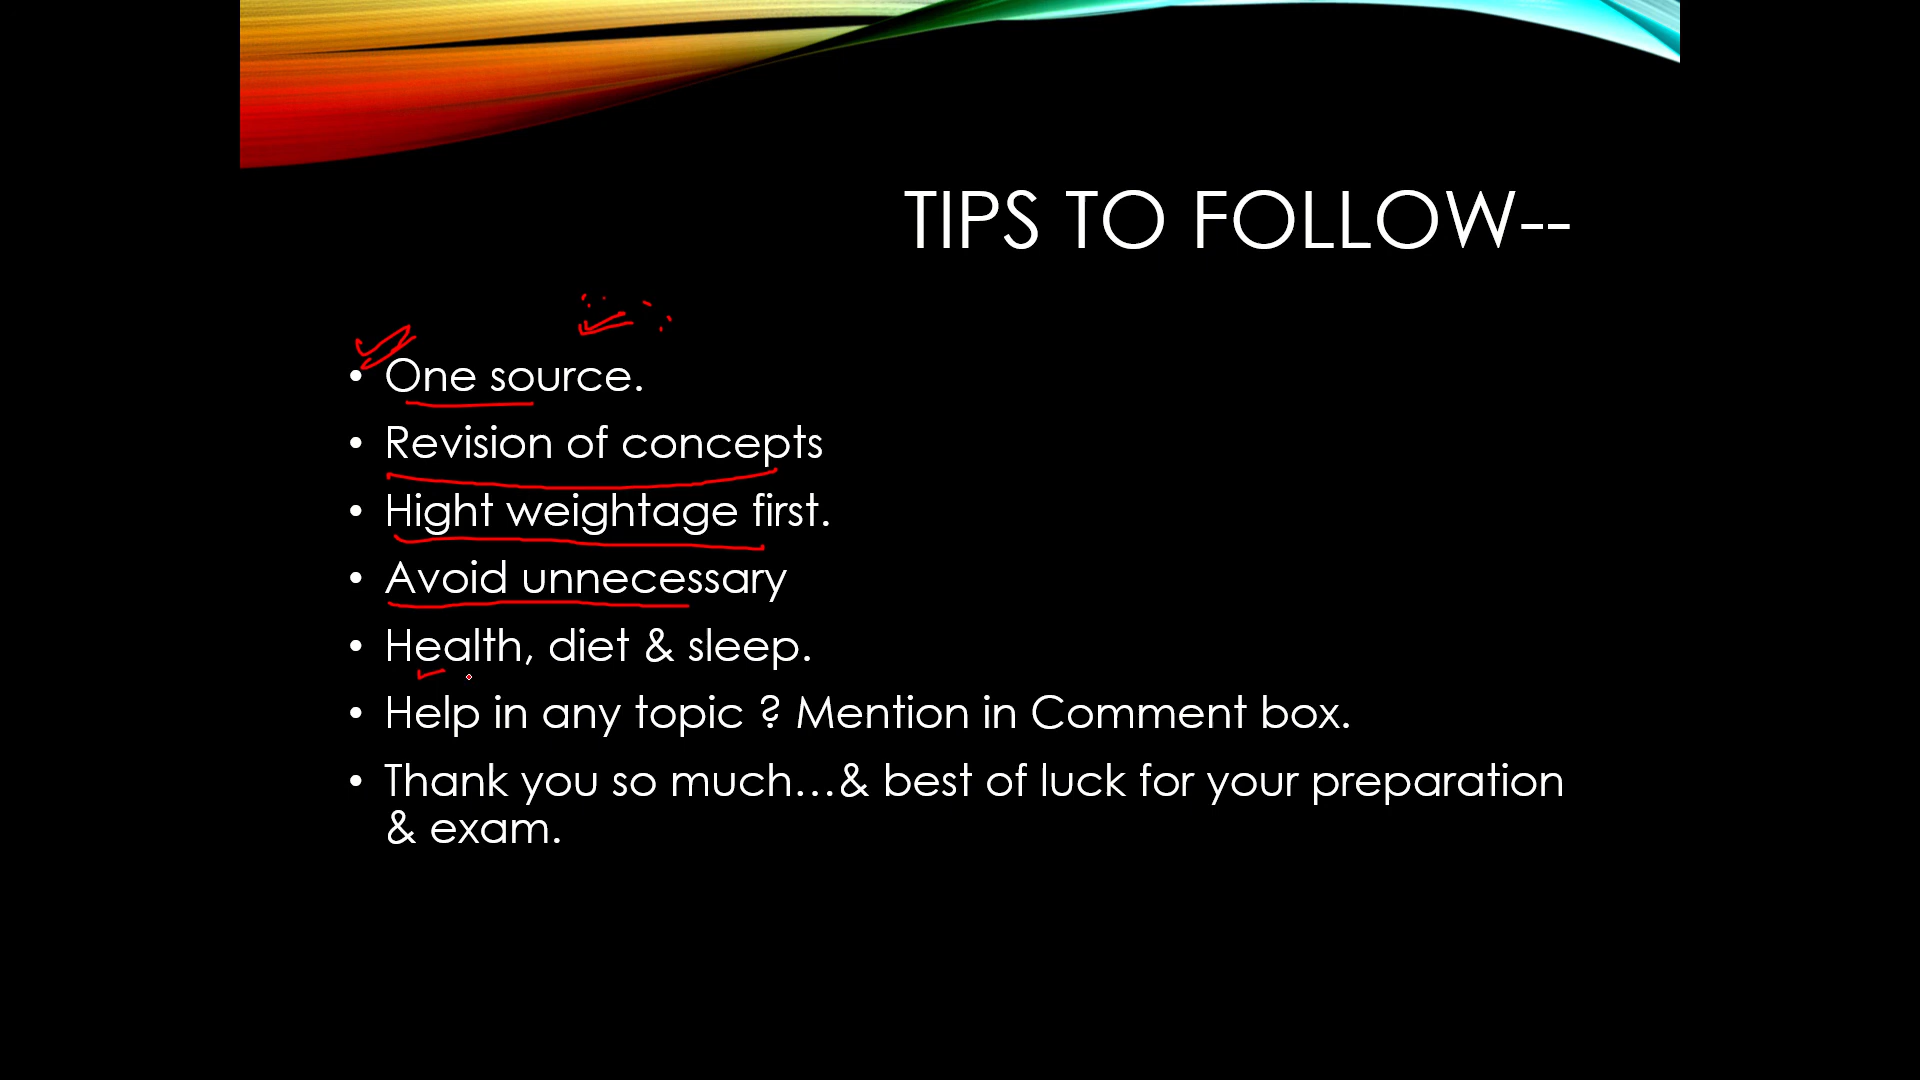 TIPS TO FOLLOW--
• One source.
• Revision of concepts
• Hight weightage first.
• Avoid unnecessary
• Health, diet & sleep.
• Help in any topic ? Mention in Comment box.
• Thank you so much...& best of luck for your preparation
& exam.